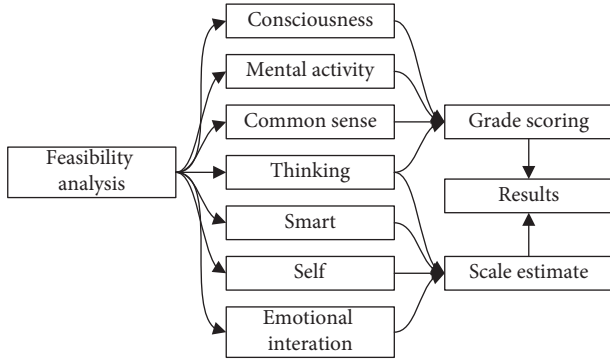 Feasibility
analysis
Consciousness
Mental activity
Common sense
Thinking
Smart
Self
Emotional
interation
Grade scoring
Results
Scale estimate